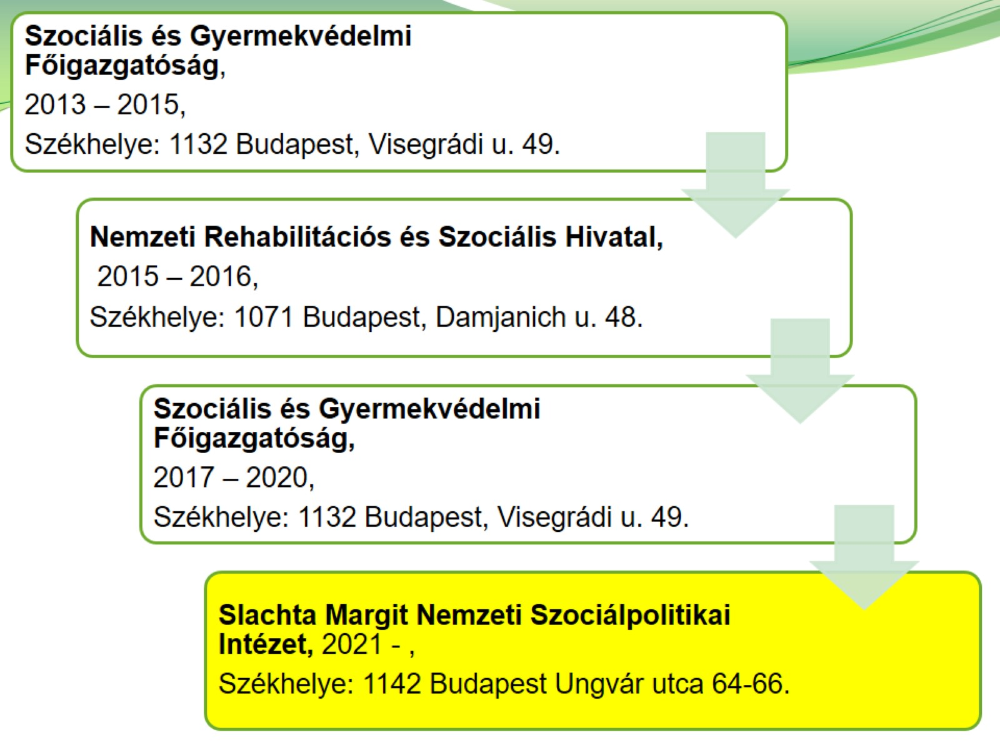 Szociális és Gyermekvédelmi
Főigazgatóság,
2013 – 2015,
Székhelye: 1132 Budapest, Visegrádi u. 49.
Nemzeti Rehabilitációs és Szociális Hivatal,
2015 – 2016,
Székhelye: 1071 Budapest, Damjanich u. 48.
Szociális és Gyermekvédelmi
Főigazgatóság,
2017 – 2020,
Székhelye: 1132 Budapest, Visegrádi u. 49.
Slachta Margit Nemzeti Szociálpolitikai
Intézet, 2021 - ,
Székhelye: 1142 Budapest Ungvár utca 64-66.